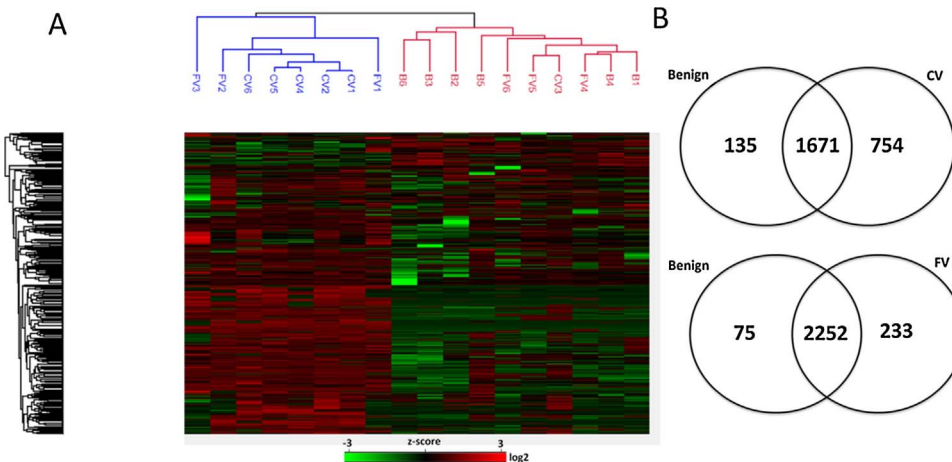 A
FV3 FV2 CV6 CV5 CV4 CV2 CV1 FV1 B6 B3 B2 B5 FV6 FV5 CV3 FV4 B4 B1
-3 z-score 3
log2
B
Benign CV
135 1671 754
Benign FV
75 2252 233